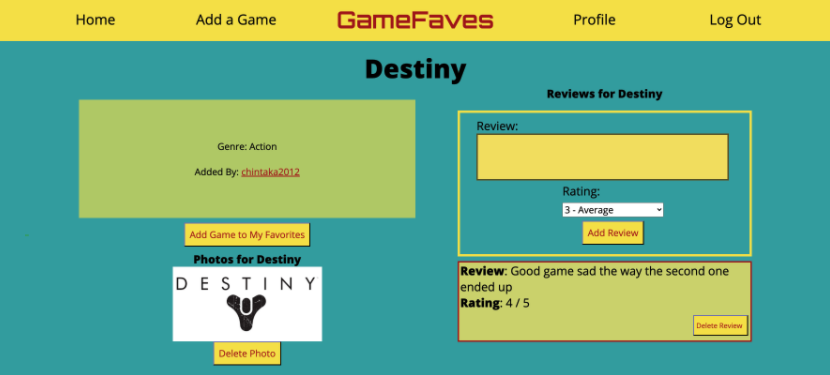 Home Add a Game GameFaves Profile Log Out
Destiny
Genre: Action
Added By: chintaka2012
Add Game to My Favorites
Photos for Destiny
DESTINY
Delete Photo
Reviews for Destiny
Review:
Rating:
3 - Average
Add Review
Review: Good game sad the way the second one
ended up
Rating: 4 / 5
Delete Review